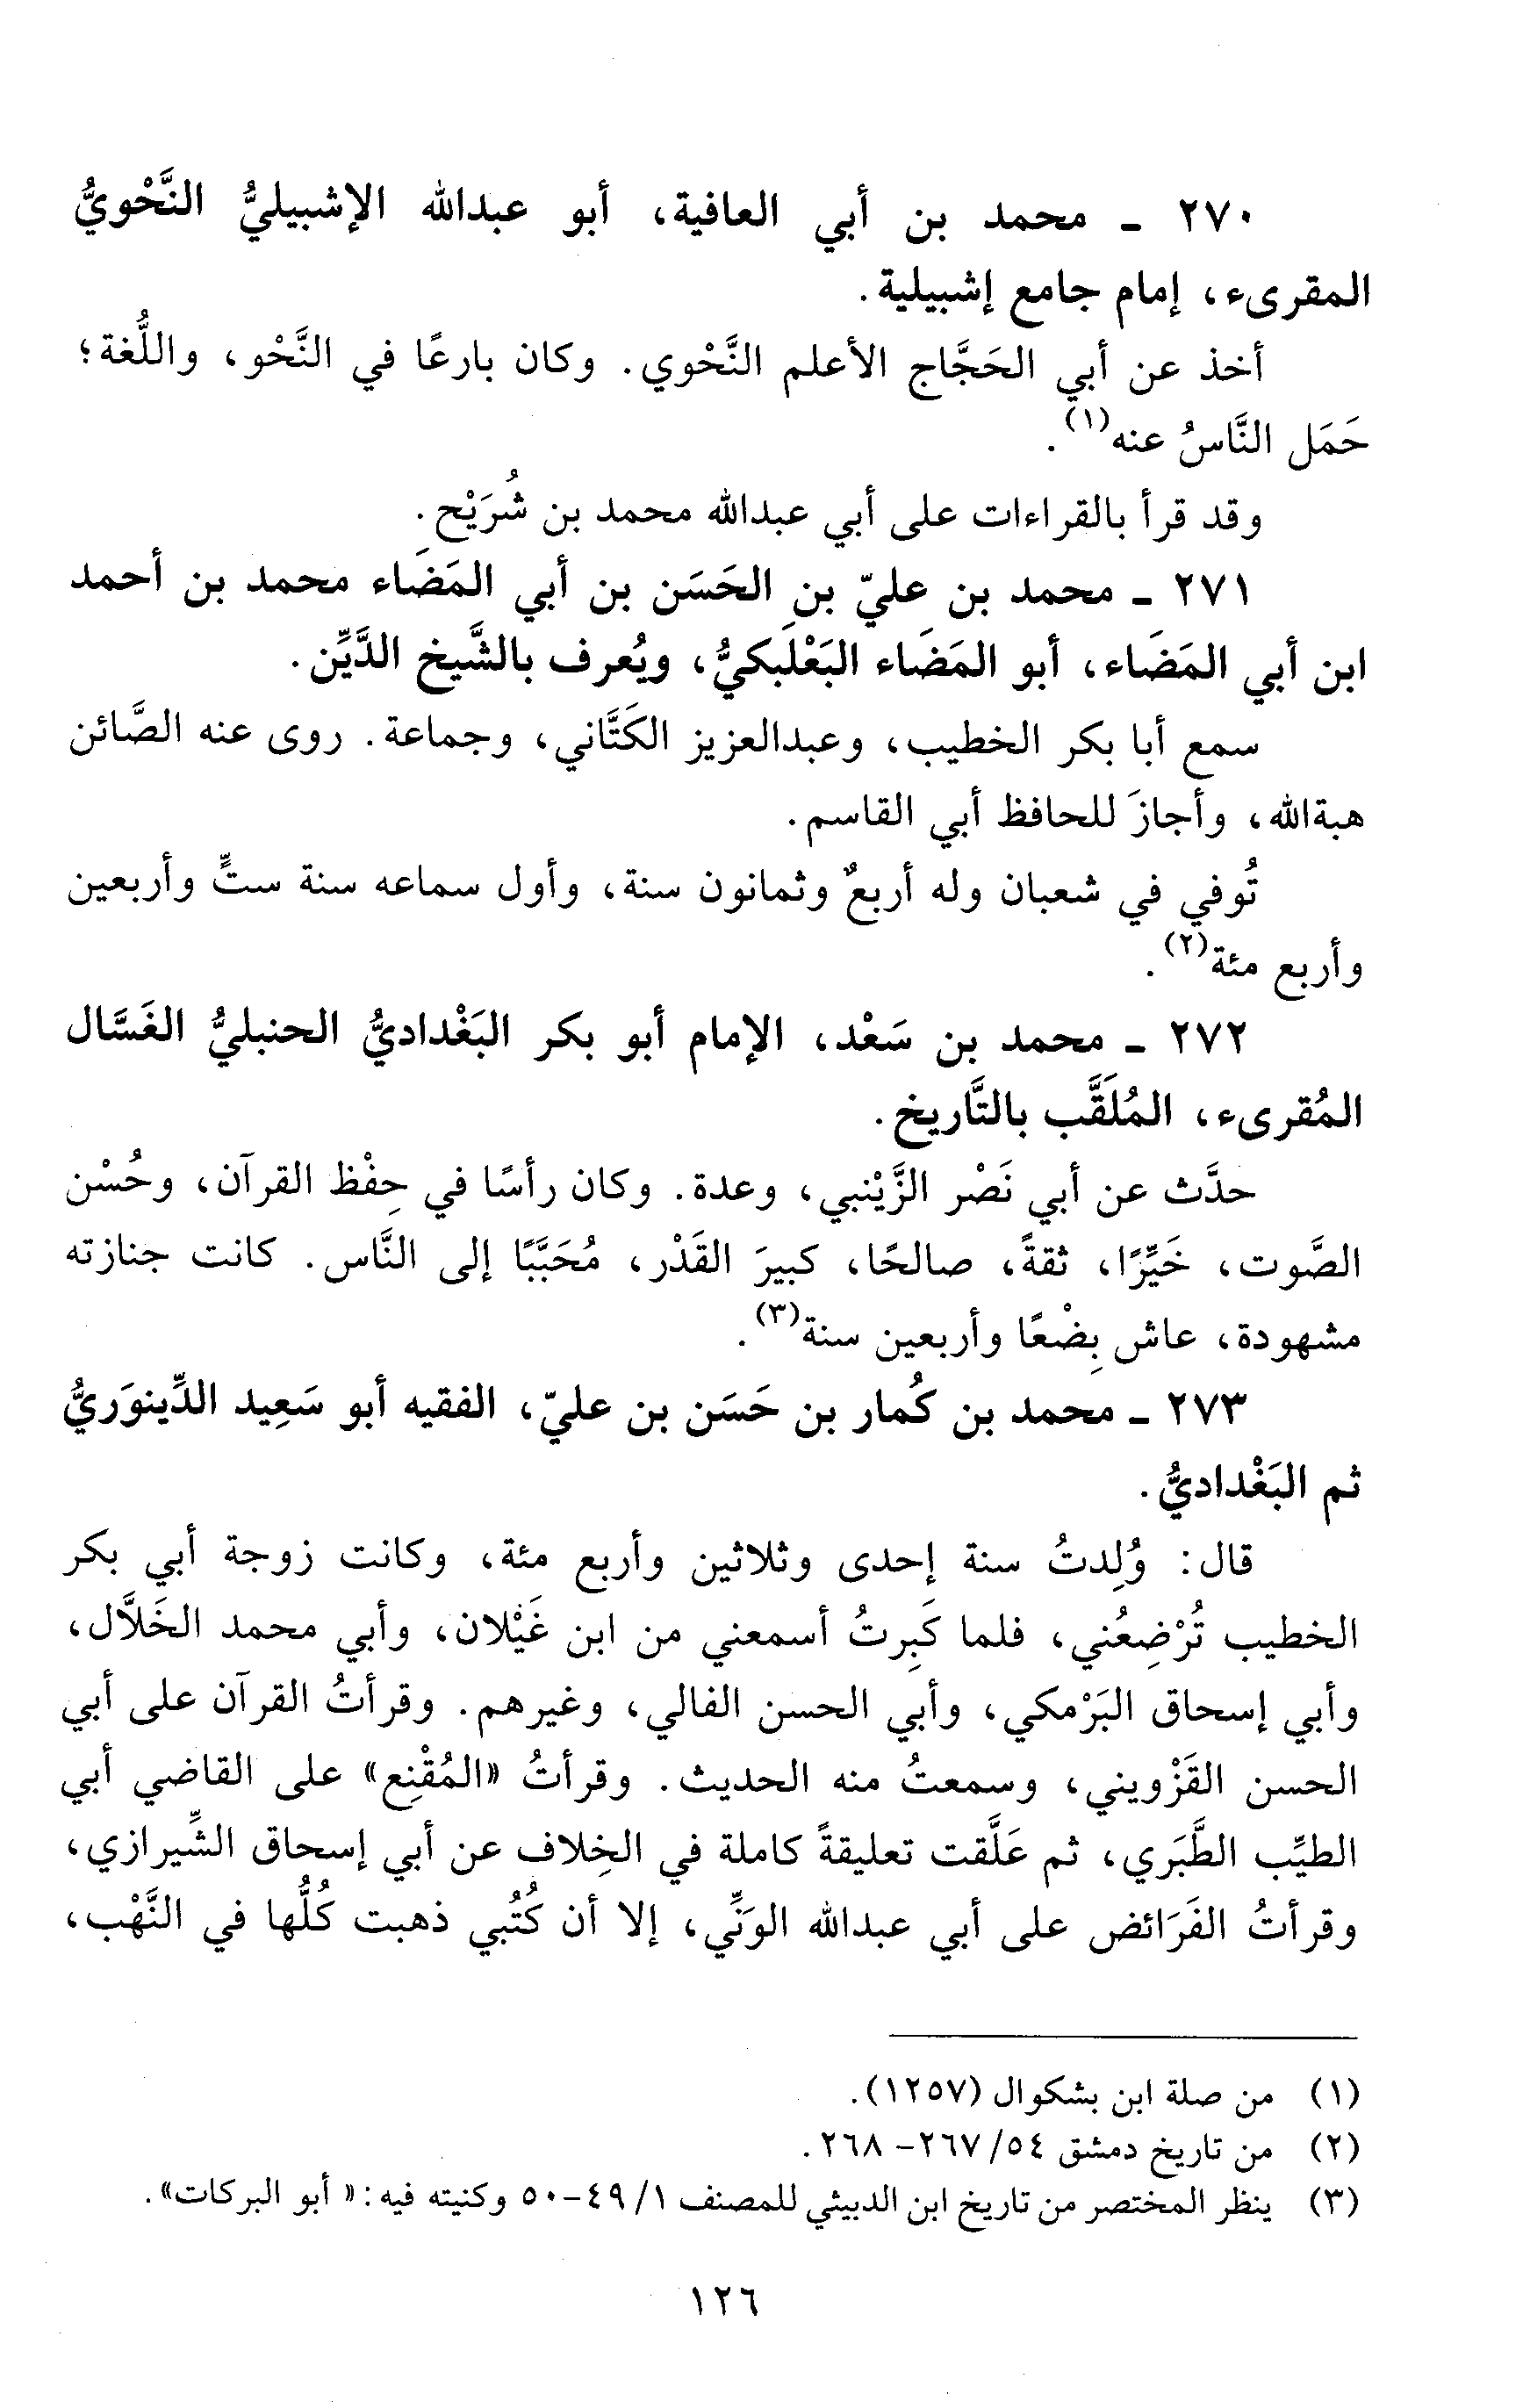 ٢٧٠ ـ محمد بن أبي العافية، أبو عبدالله الإشبيليُّ النَّحْويُّ
المقرىء، إمام جامع إشبيلية.
أخذ عن أبي الحَجَّاج الأعلم النَّحْوي. وكان بارعًا في النَّحْو، واللُّغة؛
حَمَل النَّاسُ عنه(١).
وقد قرأ بالقراءات على أبي عبدالله محمد بن شُرَيْح.
٢٧١ ـ محمد بن عليّ بن الحَسَن بن أبي المَضَاء محمد بن أحمد
ابن أبي المَضَاء، أبو المَضَاء البَعْلَبكيُّ، ويُعرف بالشَّيخ الدَّيِّن.
سمع أبا بكر الخطيب، وعبدالعزيز الكَتَّاني، وجماعة. روى عنه الصَّائن
هبةالله، وأجازَ للحافظ أبي القاسم.
تُوفي في شعبان وله أربعٌ وثمانون سنة، وأول سماعه سنة ستٍّ وأربعين
وأربع مئة(٢).
٢٧٢ ـ محمد بن سَعْد، الإمام أبو بكر البَغْداديُّ الحنبليُّ الغَسَّال
المُقرىء، المُلَقَّب بالتَّاريخ.
حدَّث عن أبي نَصْر الزَّيْنبي، وعدة. وكان رأسًا في حِفْظ القرآن، وحُسْن
الصَّوت، خَيِّرًا، ثقةً، صالحًا، كبيرَ القَدْر، مُحَبَّبًا إلى النَّاس. كانت جنازته
مشهودة، عاش بِضْعًا وأربعين سنة(٣).
٢٧٣ ـ محمد بن كُمار بن حَسَن بن عليّ، الفقيه أبو سَعِيد الدِّينوَريُّ
ثم البَغْداديُّ.
قال: وُلِدتُ سنة إحدى وثلاثين وأربع مئة، وكانت زوجة أبي بكر
الخطيب تُرْضِعُني، فلما كَبِرتُ أسمعني من ابن غَيْلان، وأبي محمد الخَلاَّل،
وأبي إسحاق البَرْمكي، وأبي الحسن الفالي، وغيرهم. وقرأتُ القرآن على أبي
الحسن القَزْويني، وسمعتُ منه الحديث. وقرأتُ «المُقْنِع» على القاضي أبي
الطيِّب الطَّبَري، ثم عَلَّقت تعليقةً كاملة في الخِلاف عن أبي إسحاق الشِّيرازي،
وقرأتُ الفَرَائض على أبي عبدالله الوَنِّي، إلا أن كُتُبي ذهبت كُلُّها في النَّهْب،
(١) من صلة ابن بشكوال (١٢٥٧).
(٢) من تاريخ دمشق ٥٤/ ٢٦٧- ٢٦٨.
(٣) ينظر المختصر من تاريخ ابن الدبيثي للمصنف ١/ ٤٩-٥٠ وكنيته فيه: « أبو البركات».
١٢٦